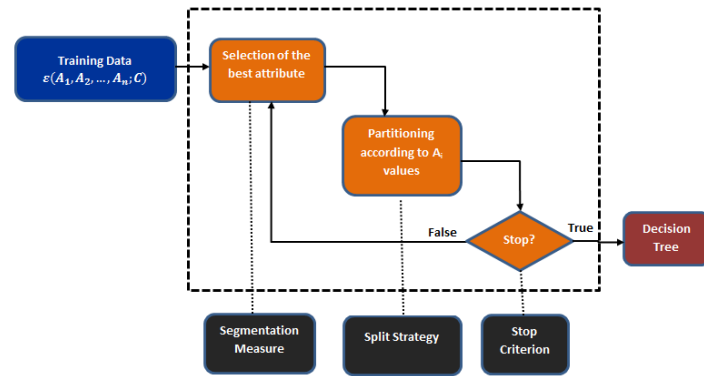 Training Data
ε(A₁, A₂, …, Aₙ; C)
Selection of the
best attribute
Partitioning
according to Aᵢ
values
False
Stop?
True
Decision
Tree
Segmentation
Measure
Split Strategy
Stop
Criterion